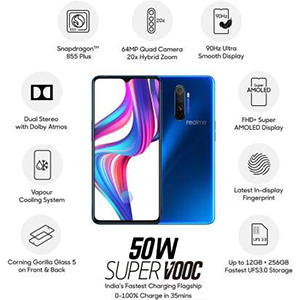 Snapdragon™
855 Plus
20x
64MP Quad Camera
20x Hybrid Zoom
90Hz
90Hz Ultra
Smooth Display
Dual Stereo
with Dolby Atmos
realme
Super
AMOLED
FHD+ Super
AMOLED Display
Vapour
Cooling System
Latest In-display
Fingerprint
Corning Gorilla Glass 5
on Front & Back
50W
SUPER VOOC
India's Fastest Charging Flagship
0-100% Charge in 35mins
UFS 3.0
Up to 12GB + 256GB
Fastest UFS3.0 Storage